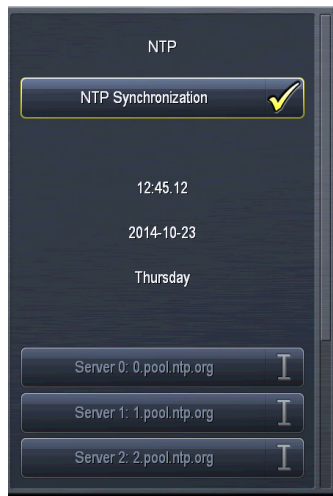 NTP
NTP Synchronization
12:45.12
2014-10-23
Thursday
Server 0: 0.pool.ntp.org
Server 1: 1.pool.ntp.org
Server 2: 2.pool.ntp.org